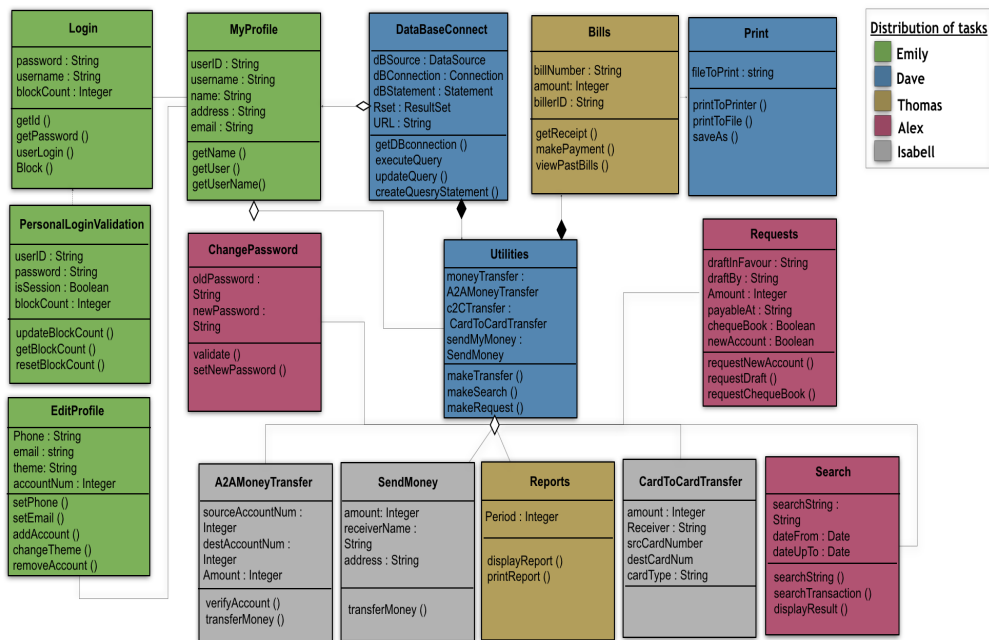 Login
password : String
username : String
blockCount : Integer
getId ()
getPassword ()
userLogin ()
Block ()
MyProfile
userID : String
username : String
name: String
address : String
email : String
getName ()
getUser ()
getUserName()
DataBaseConnect
dBSource : DataSource
dBConnection : Connection
dBStatement : Statement
Rset : ResultSet
URL : String
getDBconnection ()
executeQuery
updateQuery ()
createQuesryStatement ()
Bills
billNumber : String
amount: Integer
billerID : String
getReceipt ()
makePayment ()
viewPastBills ()
Print
fileToPrint : string
printToPrinter ()
printToFile ()
saveAs ()
Distribution of tasks
Emily
Dave
Thomas
Alex
Isabell
PersonalLoginValidation
userID : String
password : String
isSession : Boolean
blockCount : Integer
updateBlockCount ()
getBlockCount ()
resetBlockCount ()
ChangePassword
oldPassword :
String
newPassword :
String
validate ()
setNewPassword ()
Utilities
moneyTransfer :
A2AMoneyTransfer
c2CTransfer :
CardToCardTransfer
sendMyMoney :
SendMoney
makeTransfer ()
makeSearch ()
makeRequest ()
Requests
draftInFavour : String
draftBy : String
Amount : Integer
payableAt : String
chequeBook : Boolean
newAccount : Boolean
requestNewAccount ()
requestDraft ()
requestChequeBook ()
EditProfile
Phone : String
email : string
theme: String
accountNum : Integer
setPhone ()
setEmail ()
addAccount ()
changeTheme ()
removeAccount ()
A2AMoneyTransfer
sourceAccountNum :
Integer
destAccountNum :
Integer
Amount : Integer
verifyAccount ()
transferMoney ()
SendMoney
amount: Integer
receiverName :
String
address : String
transferMoney ()
Reports
Period : Integer
displayReport ()
printReport ()
CardToCardTransfer
amount : Integer
Receiver : String
srcCardNumber
destCardNum
cardType : String
Search
searchString :
String
dateFrom : Date
dateUpTo : Date
searchString ()
searchTransaction ()
displayResult ()